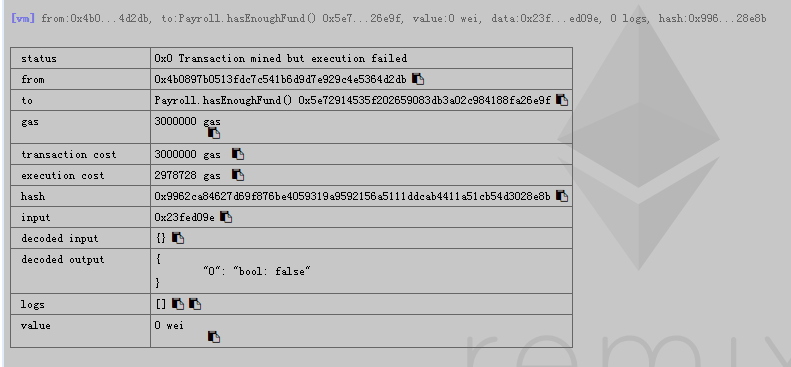 [vm] from:0x4b0...4d2db, to:Payroll.hasEnoughFund() 0x5e7...26e9f, value:0 wei, data:0x23f...ed09e, 0 logs, hash:0x996...28e8b
status 0x0 Transaction mined but execution failed
from 0x4b0897b0513fdc7c541b6d9d7e929c4e5364d2db
to Payroll.hasEnoughFund() 0x5e72914535f202659083db3a02c984188fa26e9f
gas 3000000 gas
transaction cost 3000000 gas
execution cost 2978728 gas
hash 0x9962ca84627d69f876be4059319a9592156a5111ddcab4411a51cb54d3028e8b
input 0x23fed09e
decoded input {}
decoded output {
"0": "bool: false"
}
logs []
value 0 wei
remix